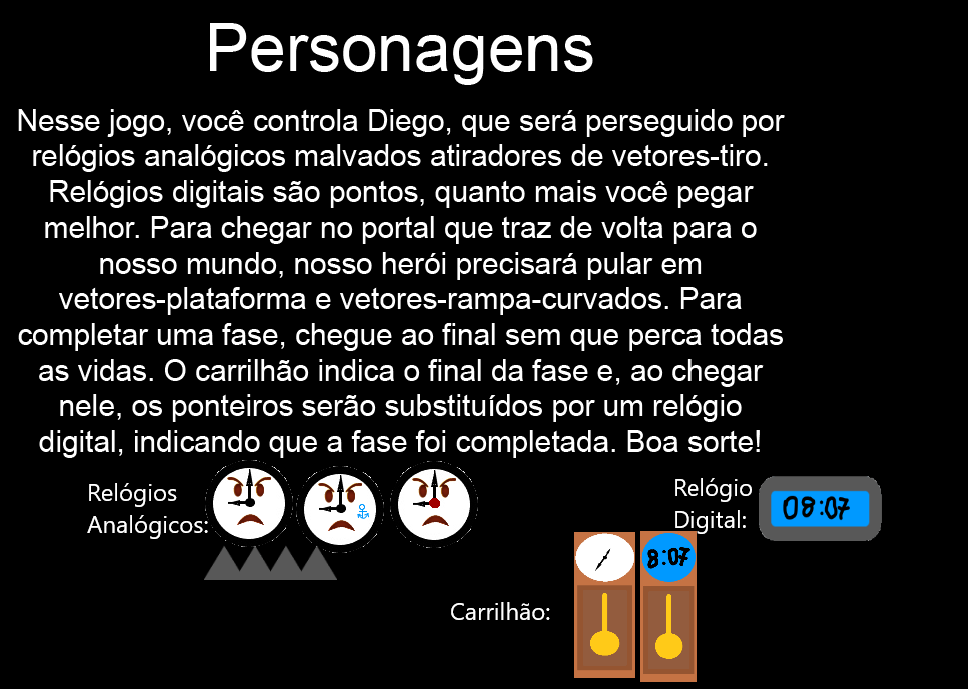 Personagens
Nesse jogo, você controla Diego, que será perseguido por
relógios analógicos malvados atiradores de vetores-tiro.
Relógios digitais são pontos, quanto mais você pegar
melhor. Para chegar no portal que traz de volta para o
nosso mundo, nosso herói precisará pular em
vetores-plataforma e vetores-rampa-curvados. Para
completar uma fase, chegue ao final sem que perca todas
as vidas. O carrilhão indica o final da fase e, ao chegar
nele, os ponteiros serão substituídos por um relógio
digital, indicando que a fase foi completada. Boa sorte!
Relógios
Analógicos:
Relógio
Digital:
08:07
8:07
Carrilhão: